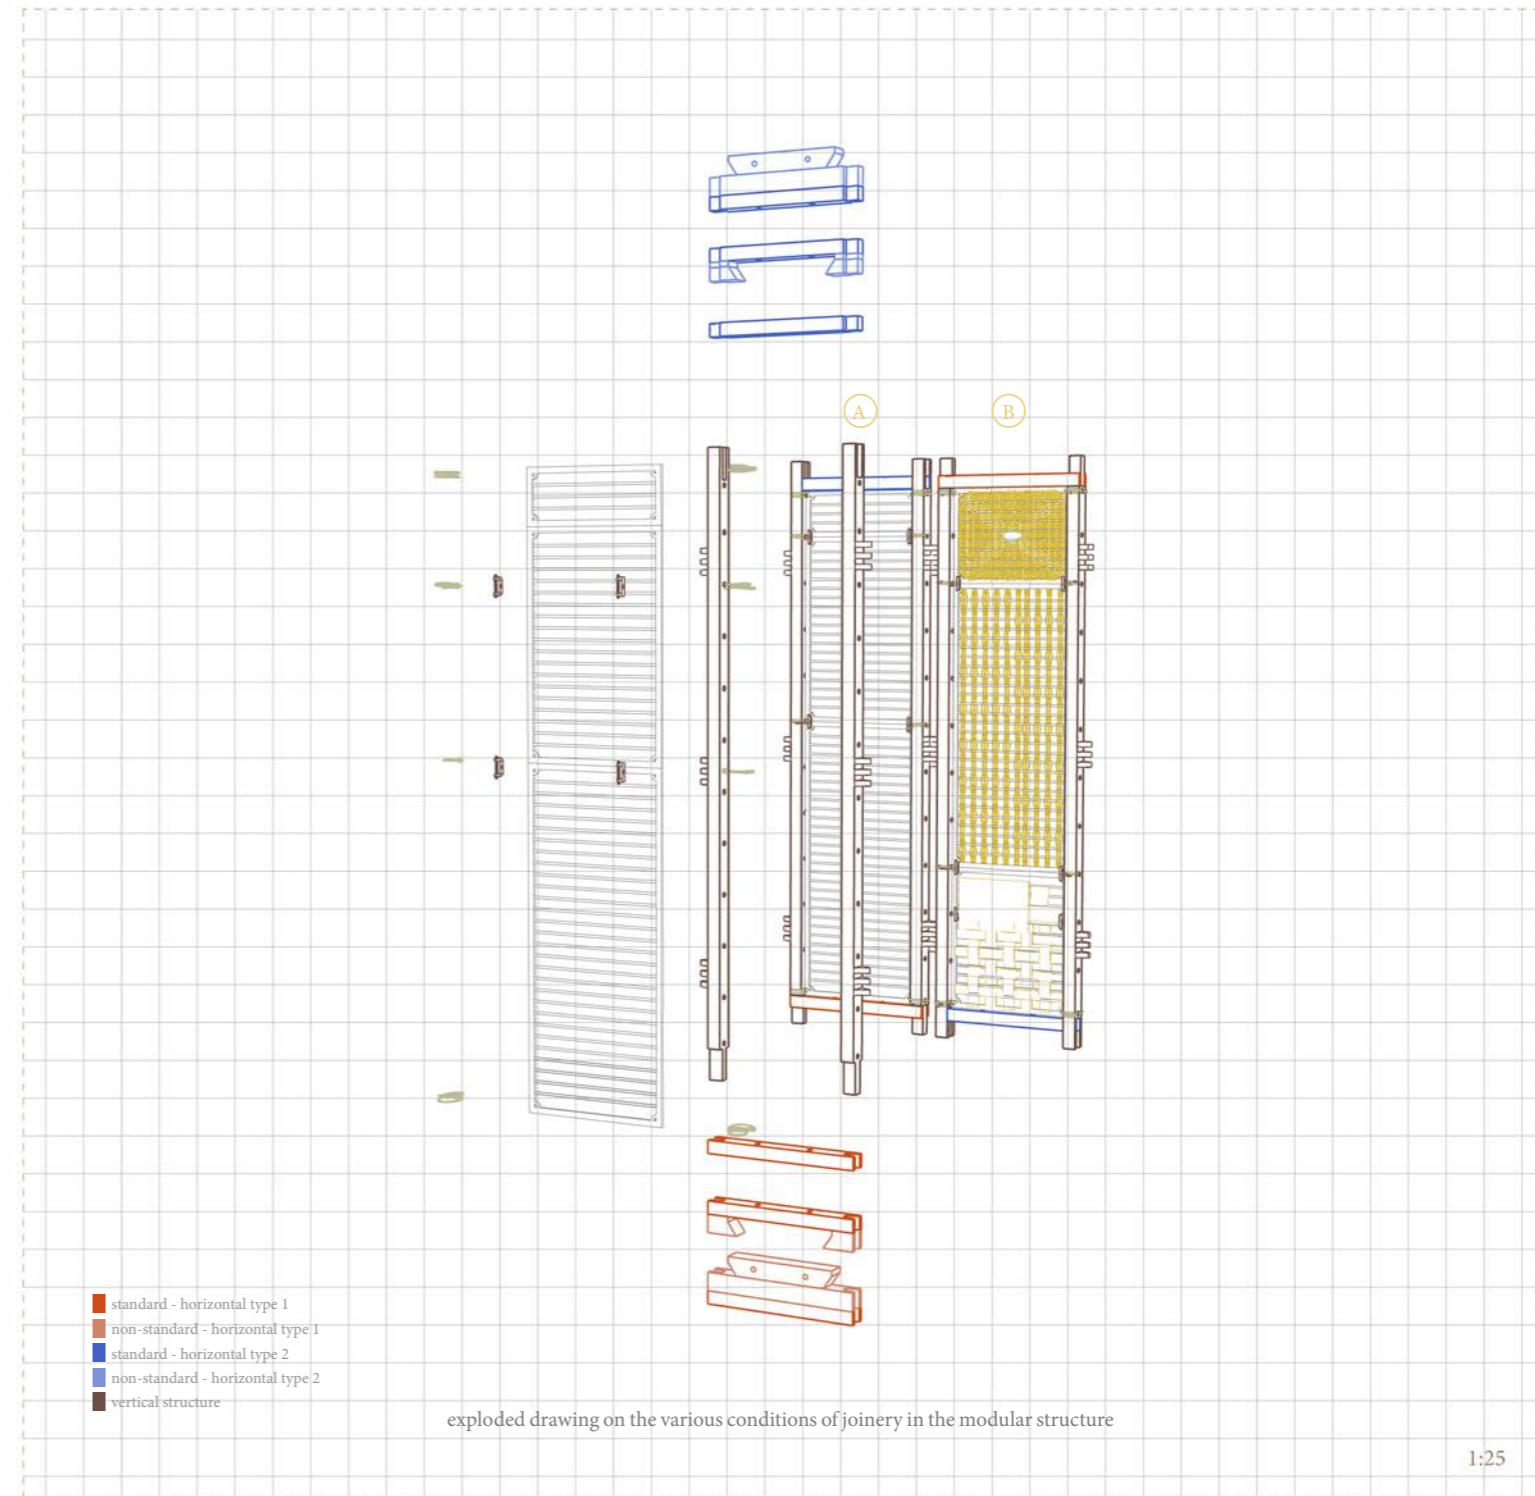 A
B
standard - horizontal type 1
non-standard - horizontal type 1
standard - horizontal type 2
non-standard - horizontal type 2
vertical structure
exploded drawing on the various conditions of joinery in the modular structure
1:25